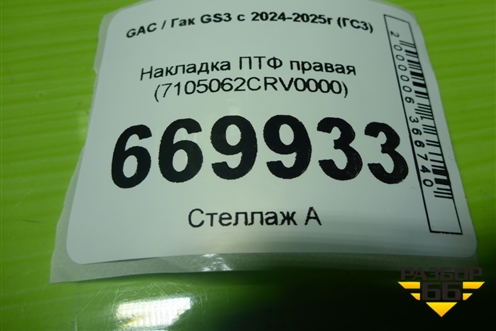 GAC / Гак GS3 с 2024-2025г (ГС3)
Накладка ПТФ правая
(7105062CRV0000)
669933
Стеллаж А
2000006366740
РАЗБОР
66